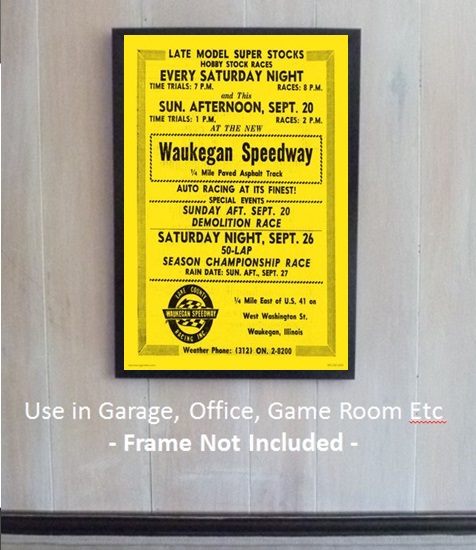 LATE MODEL SUPER STOCKS
HOBBY STOCK RACES
EVERY SATURDAY NIGHT
TIME TRIALS: 7 P.M. RACES: 8 P.M.
and This
SUN. AFTERNOON, SEPT. 20
TIME TRIALS: 1 P.M. RACES: 2 P.M.
AT THE NEW
Waukegan Speedway
¼ Mile Paved Asphalt Track
AUTO RACING AT ITS FINEST!
SPECIAL EVENTS
SUNDAY AFT. SEPT. 20
DEMOLITION RACE
SATURDAY NIGHT, SEPT. 26
50-LAP
SEASON CHAMPIONSHIP RACE
RAIN DATE: SUN. AFT., SEPT. 27
LAKE COUNTY
WAUKEGAN SPEEDWAY
RACING INC.
¼ Mile East of U.S. 41 on
West Washington St.
Waukegan, Illinois
Weather Phone: (312) ON. 2-8200
Use in Garage, Office, Game Room Etc
- Frame Not Included -